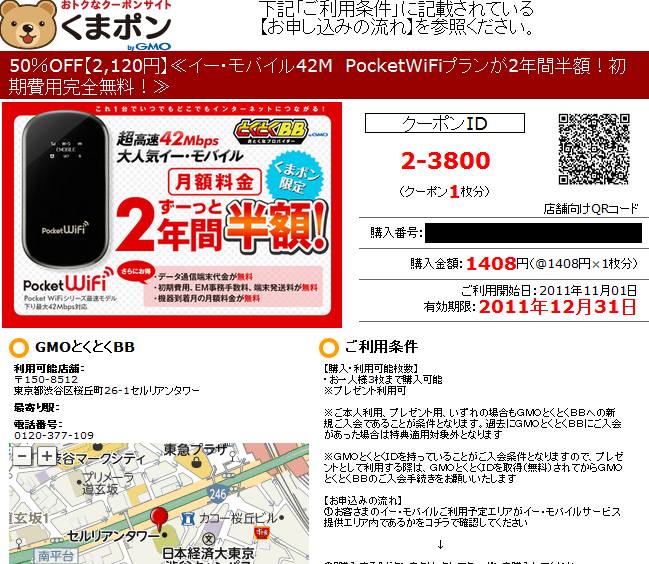 おトクなクーポンサイト
くまポン
by GMO
下記「ご利用条件」に記載されている
【お申し込みの流れ】を参照ください。
50%OFF【2,120円】≪イー・モバイル42M PocketWiFiプランが2年間半額！初
期費用完全無料！≫
これ1台でいつでもどこでもインターネットにつながる！
超高速42Mbps
大人気イー・モバイル
とくとくBB by GMO
おとくなプロバイダー
月額料金
くまポン
限定
ずーっと
2年間半額!
Pocket WiFi
Pocket WiFi
Pocket WiFiシリーズ最速モデル
下り最大42Mbps対応
さらにお得
・データ通信端末代金が無料
・初期費用、EM事務手数料、端末発送料が無料
・機器到着月の月額料金が無料
クーポンID
2-3800
(クーポン1枚分)
店舗向けQRコード
購入番号:
購入金額: 1408円(@1408円×1枚分)
ご利用開始日:2011年11月01日
有効期限: 2011年12月31日
GMOとくとくBB
利用可能店舗:
〒150-8512
東京都渋谷区桜丘町26-1セルリアンタワー
最寄り駅:
電話番号:
0120-377-109
渋谷マークシティ
東急プラザ
プリメーラ
道玄坂
246
玄坂1
カコー桜丘ビル
セルリアンタワー
南平台
日本経済大東京
ご利用条件
【購入・利用可能枚数】
・お一人様3枚まで購入可能
※プレゼント利用可
※ご本人利用、プレゼント用、いずれの場合もGMOとくとくBBへの新
規ご入会であることが条件となります。過去にGMOとくとくBBにご入会
があった場合は特典適用対象外となります
※GMOとくとくIDを持っていることがご入会条件となりますので、プレゼ
ントとして利用する際は、GMOとくとくIDを取得(無料)されてからGMO
とくとくBBのご入会手続きをお願いいたします
【お申込みの流れ】
①お客さまのイー・モバイルご利用予定エリアがイー・モバイルサービス
提供エリア内であるかをコチラで確認してください
↓